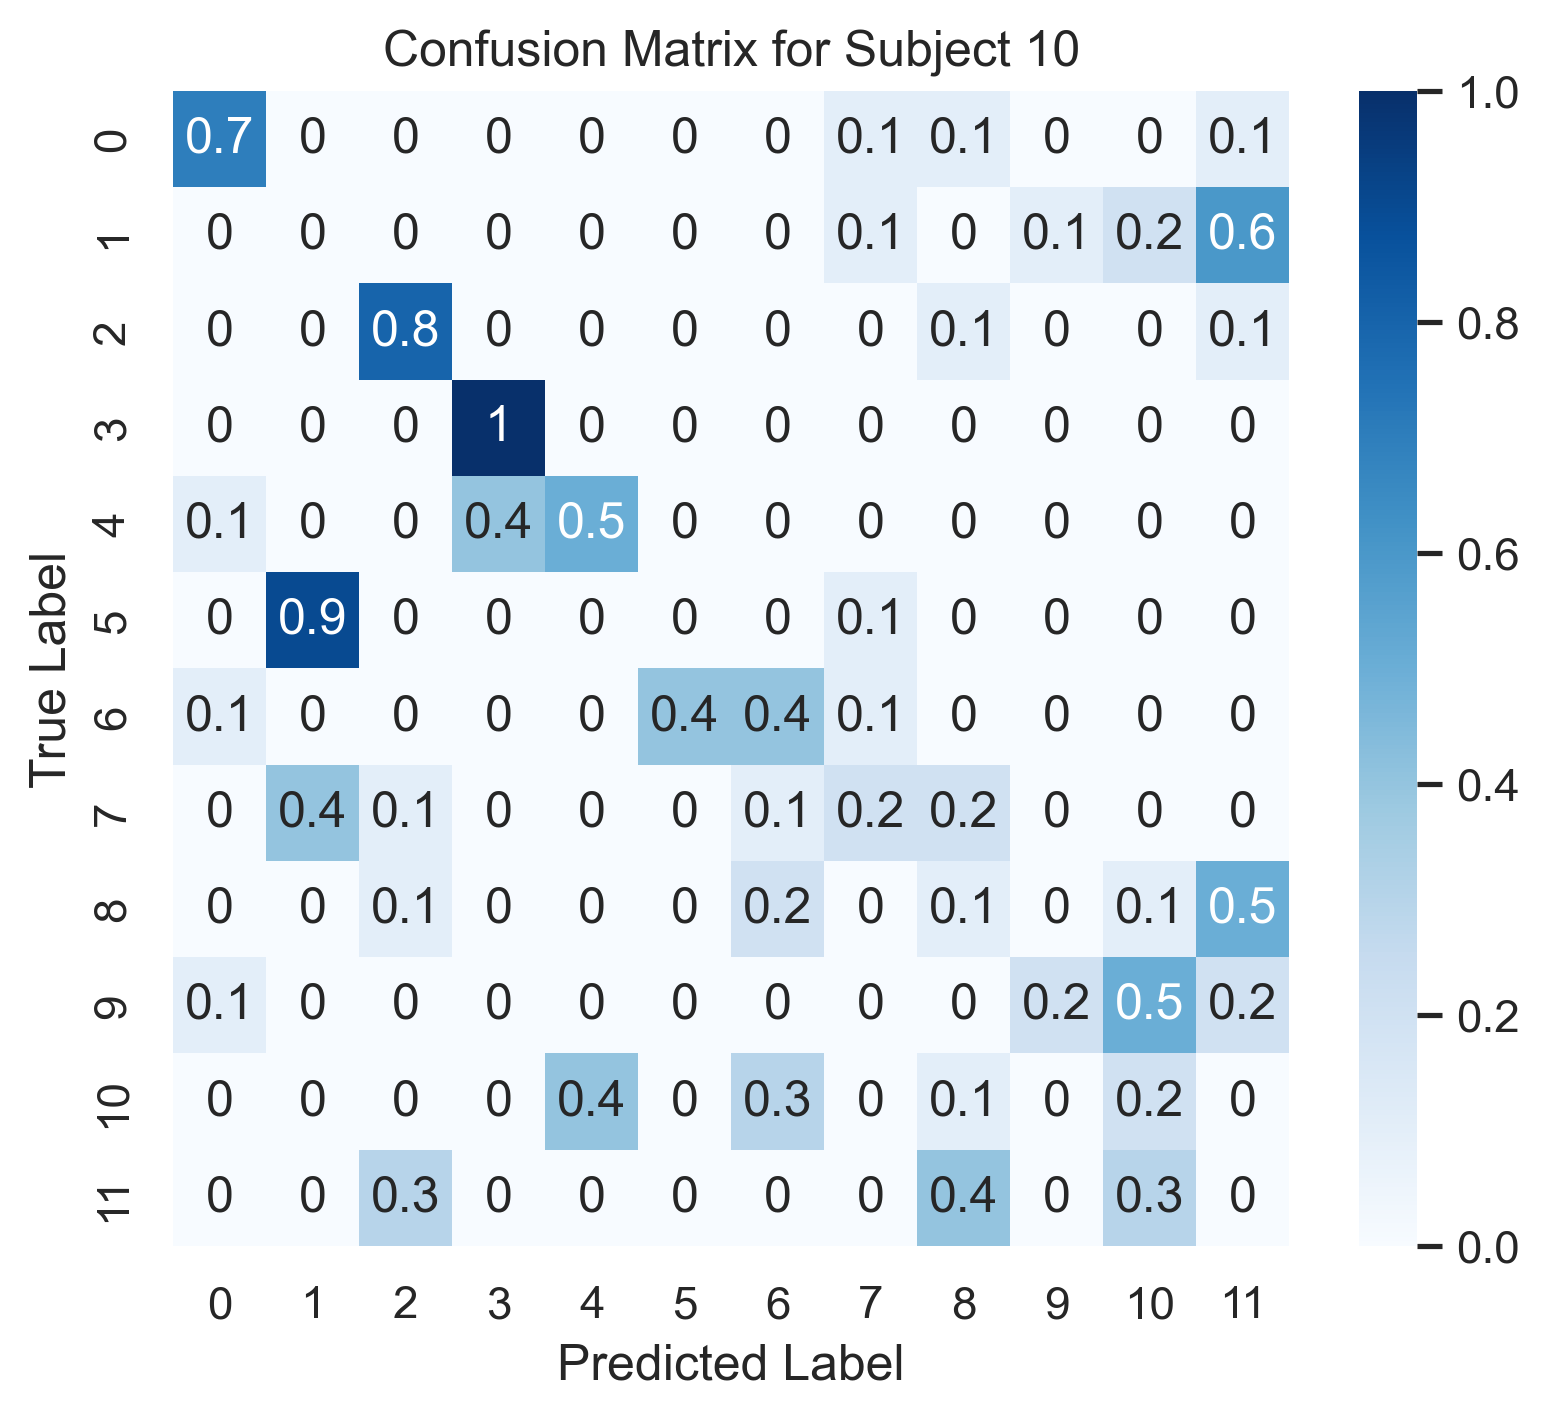 Confusion Matrix for Subject 10
0 0.7 0 0 0 0 0 0 0.1 0.1 0 0 0.1
1 0 0 0 0 0 0 0 0.1 0 0.1 0.2 0.6
2 0 0 0.8 0 0 0 0 0 0.1 0 0 0.1
3 0 0 0 1 0 0 0 0 0 0 0 0
4 0.1 0 0 0.4 0.5 0 0 0 0 0 0 0
5 0 0.9 0 0 0 0 0 0.1 0 0 0 0
6 0.1 0 0 0 0 0.4 0.4 0.1 0 0 0 0
7 0 0.4 0.1 0 0 0 0.1 0.2 0.2 0 0 0
8 0 0 0.1 0 0 0 0.2 0 0.1 0 0.1 0.5
9 0.1 0 0 0 0 0 0 0 0 0.2 0.5 0.2
10 0 0 0 0 0.4 0 0.3 0 0.1 0 0.2 0
11 0 0 0.3 0 0 0 0 0 0.4 0 0.3 0
0 1 2 3 4 5 6 7 8 9 10 11
Predicted Label
True Label
1.0
0.8
0.6
0.4
0.2
0.0